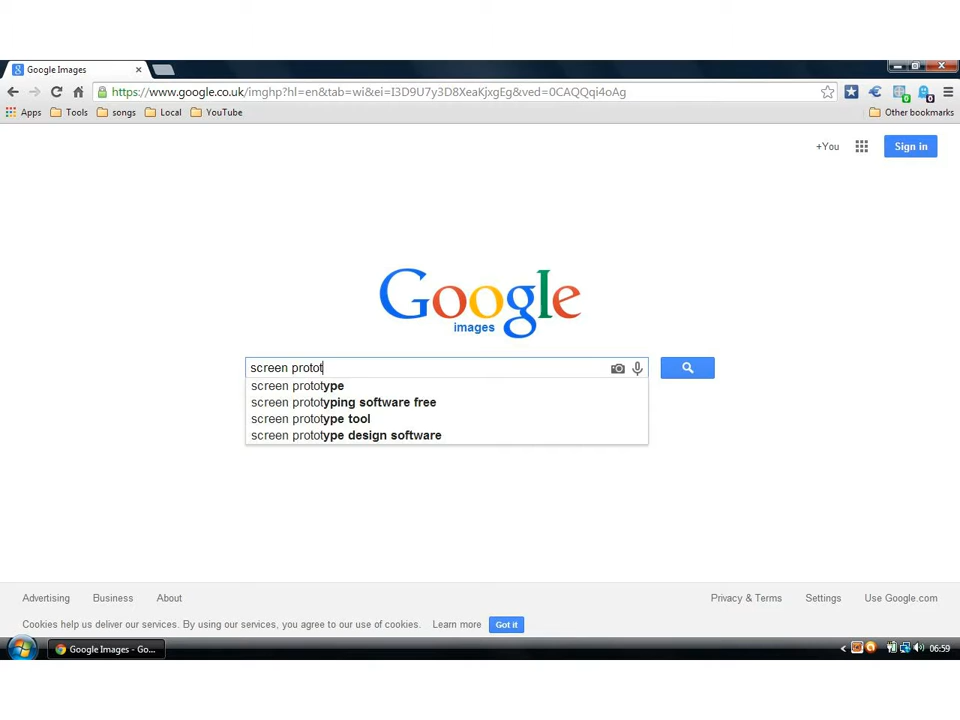 Google Images
https://www.google.co.uk/imghp?hl=en&tab=wi&ei=I3D9U7y3D8XeaKjxgEg&ved=0CAQQqi4oAg
Apps Tools songs Local YouTube Other bookmarks
+You Sign in
Google
images
screen protot
screen prototype
screen prototyping software free
screen prototype tool
screen prototype design software
Advertising Business About Privacy & Terms Settings Use Google.com
Cookies help us deliver our services. By using our services, you agree to our use of cookies. Learn more Got it
Google Images - Go... 06:59